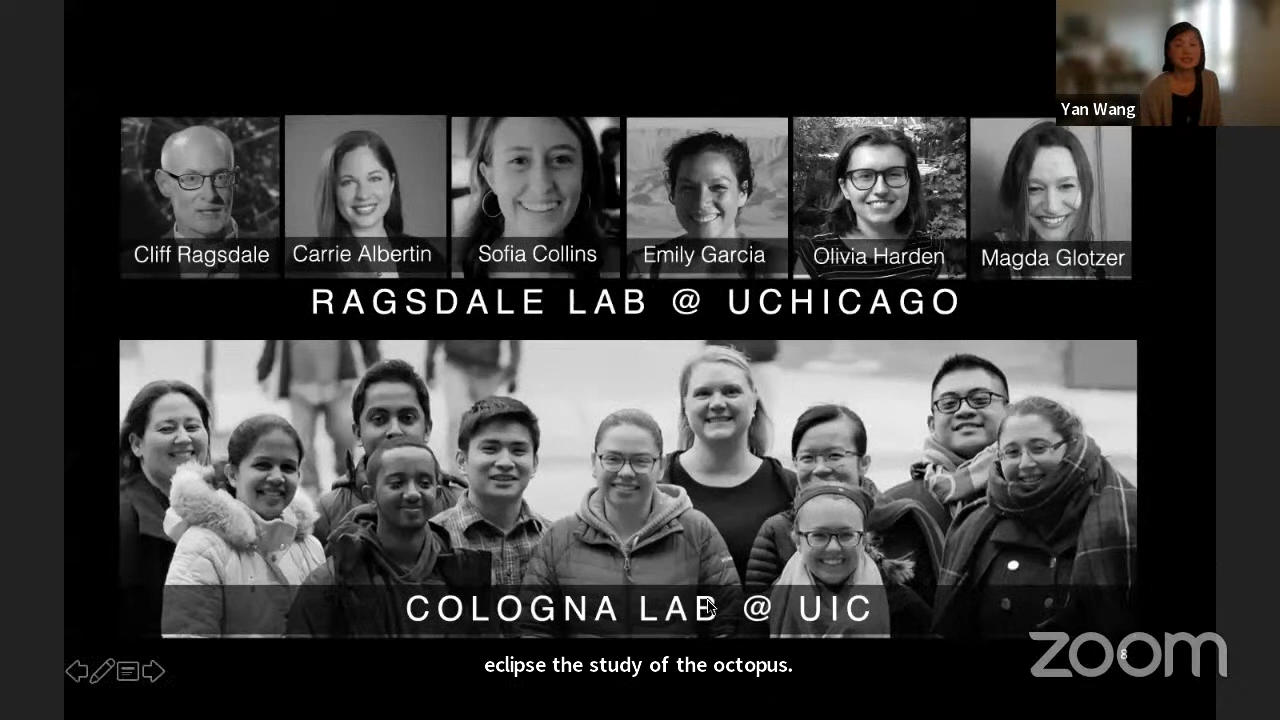 Yan Wang
Cliff Ragsdale
Carrie Albertin
Sofia Collins
Emily Garcia
Olivia Harden
Magda Glotzer
RAGSDALE LAB @ UCHICAGO
COLOGNA LAB @ UIC
eclipse the study of the octopus.
8
zoom